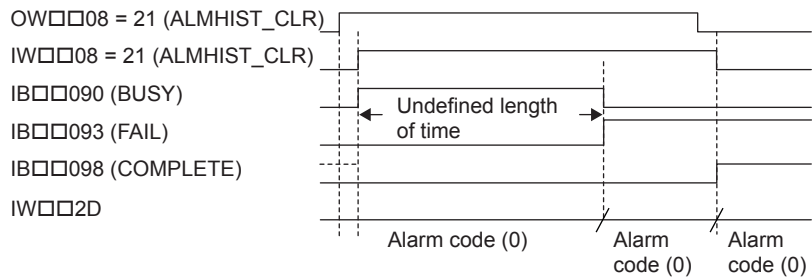 OW□□08 = 21 (ALMHIST_CLR)
IW□□08 = 21 (ALMHIST_CLR)
IB□□090 (BUSY)
Undefined length
of time
IB□□093 (FAIL)
IB□□098 (COMPLETE)
IW□□2D
Alarm code (0)
Alarm
code (0)
Alarm
code (0)